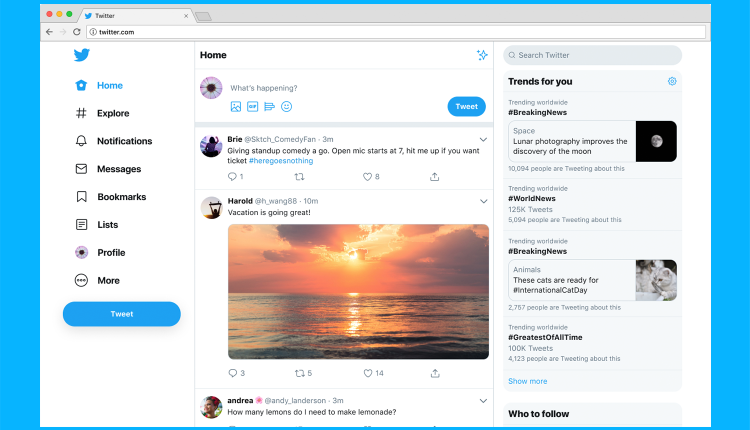 Twitter
twitter.com
Home
Explore
Notifications
Messages
Bookmarks
Lists
Profile
More
Tweet
Home
What's happening?
GIF
Tweet
Brie @Sktch_ComedyFan · 3m
Giving standup comedy a go. Open mic starts at 7, hit me up if you want
ticket #heregoesnothing
1
8
Harold @h_wang88 · 10m
Vacation is going great!
3
5
14
andrea @andy_landerson · 3m
How many lemons do I need to make lemonade?
Search Twitter
Trends for you
Trending worldwide
#BreakingNews
Space
Lunar photography improves the
discovery of the moon
10,094 people are Tweeting about this
Trending worldwide
#WorldNews
125K Tweets
5,094 people are Tweeting about this
Trending worldwide
#BreakingNews
Animals
These cats are ready for
#InternationalCatDay
2,757 people are Tweeting about this
Trending worldwide
#GreatestOfAllTime
100K Tweets
4,123 people are Tweeting about this
Show more
Who to follow